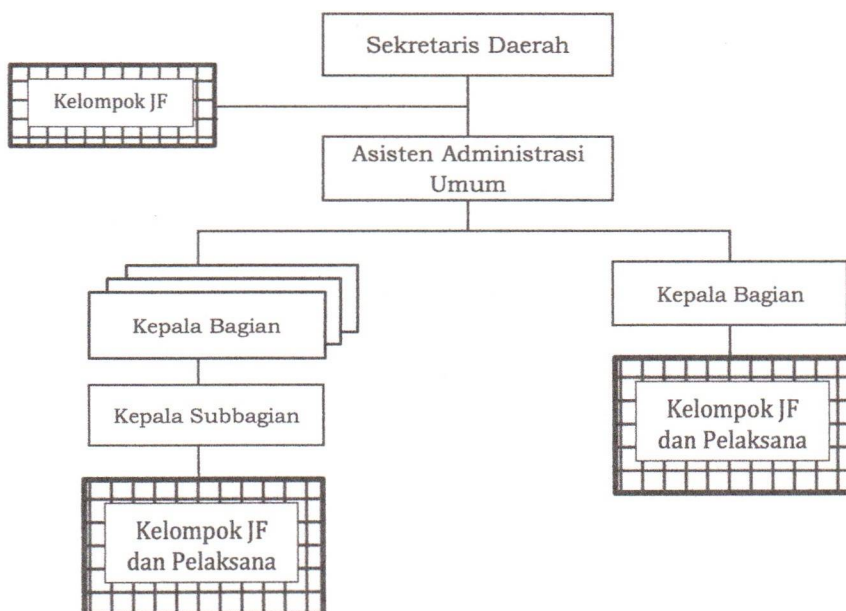 Sekretaris Daerah
Kelompok JF
Asisten Administrasi
Umum
Kepala Bagian
Kepala Bagian
Kepala Subbagian
Kelompok JF
dan Pelaksana
Kelompok JF
dan Pelaksana